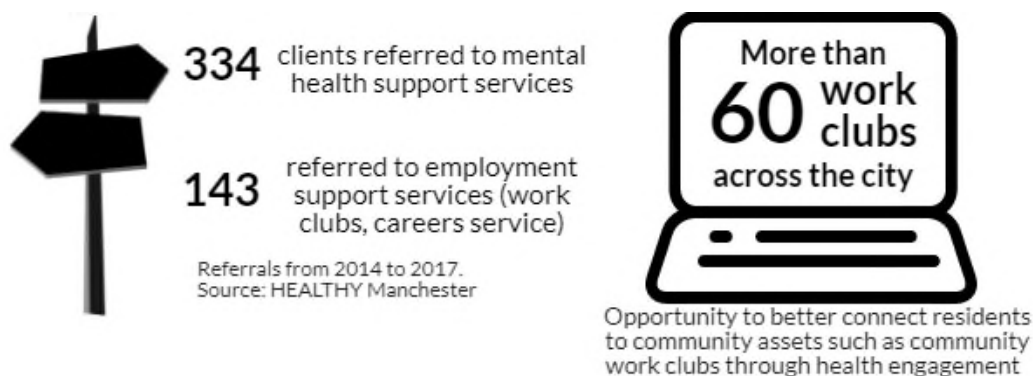 334 clients referred to mental
health support services
143 referred to employment
support services (work
clubs, careers service)
Referrals from 2014 to 2017.
Source: HEALTHY Manchester
More than
60 work
clubs
across the city
Opportunity to better connect residents
to community assets such as community
work clubs through health engagement